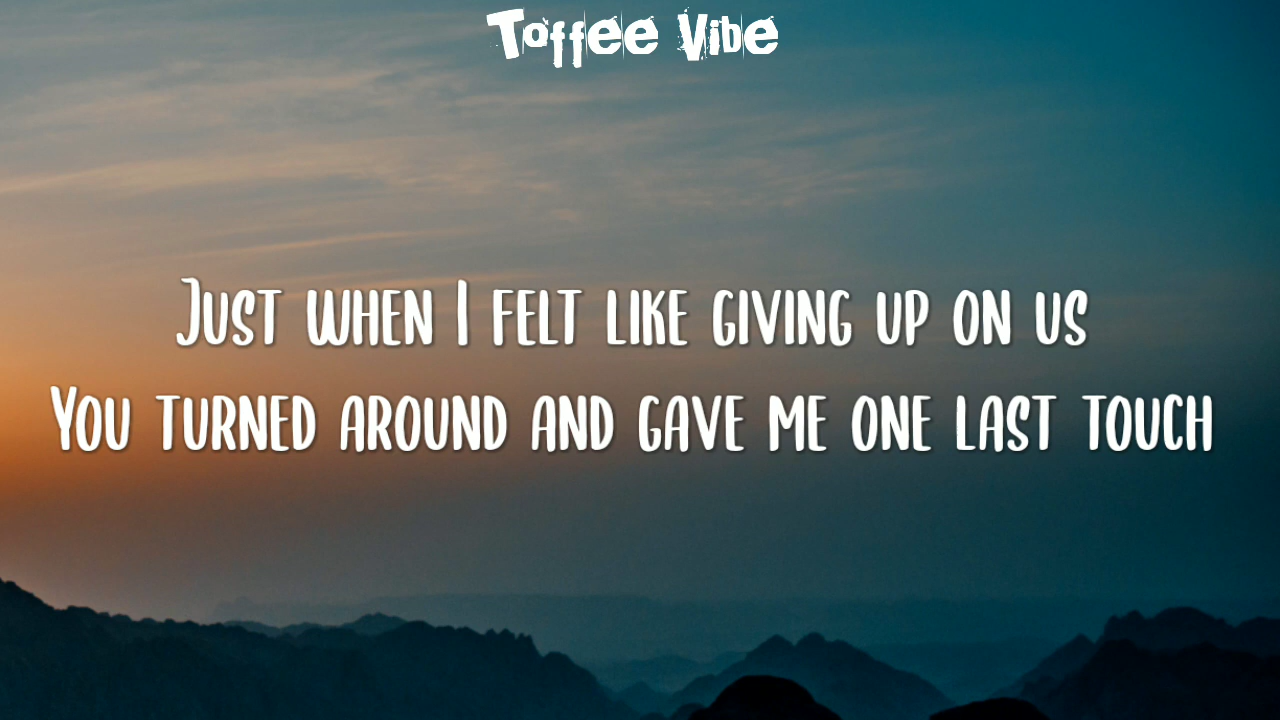 Toffee Vibe
Just when I felt like giving up on us
You turned around and gave me one last touch